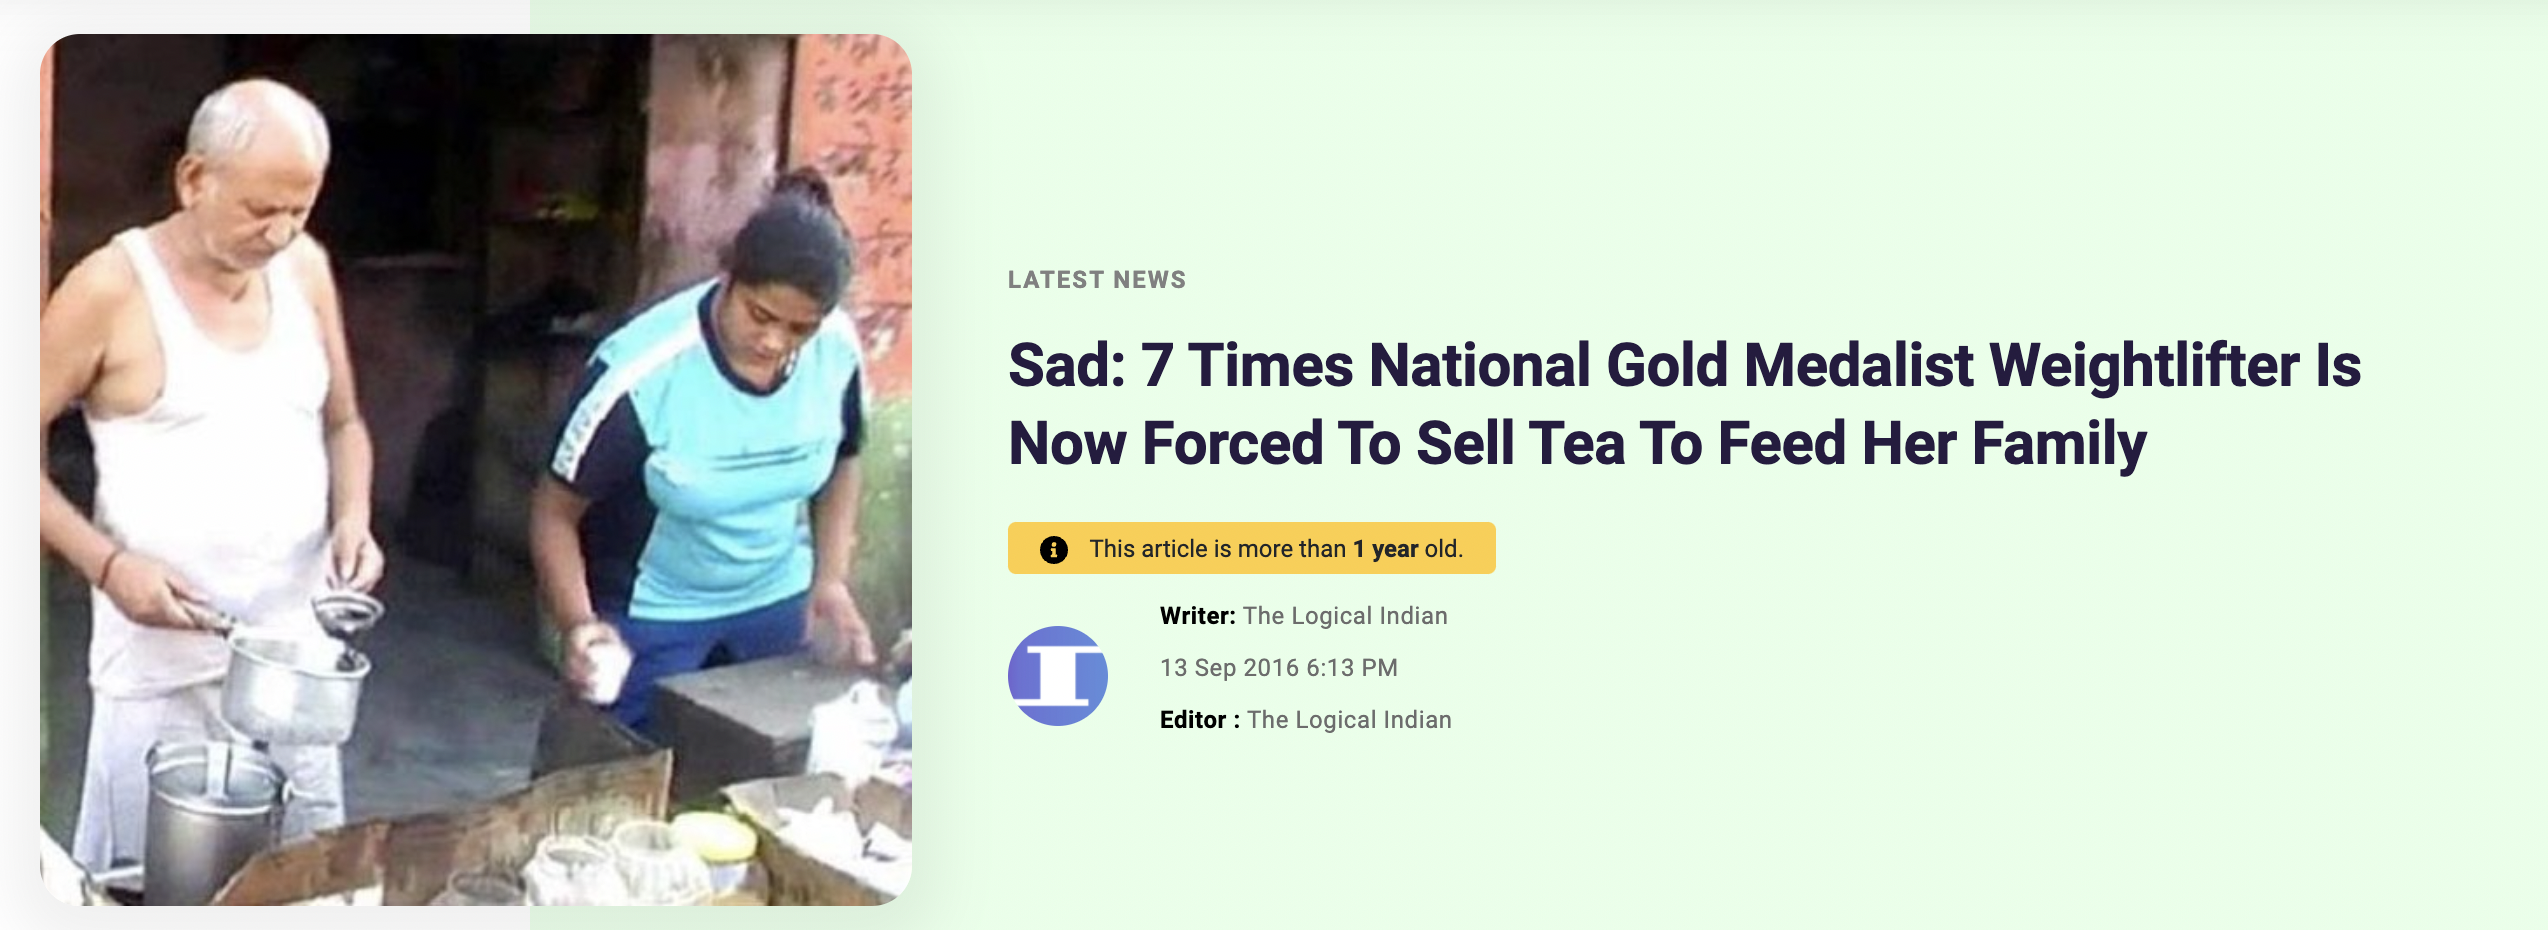 LATEST NEWS
Sad: 7 Times National Gold Medalist Weightlifter Is
Now Forced To Sell Tea To Feed Her Family
This article is more than 1 year old.
Writer: The Logical Indian
13 Sep 2016 6:13 PM
Editor : The Logical Indian